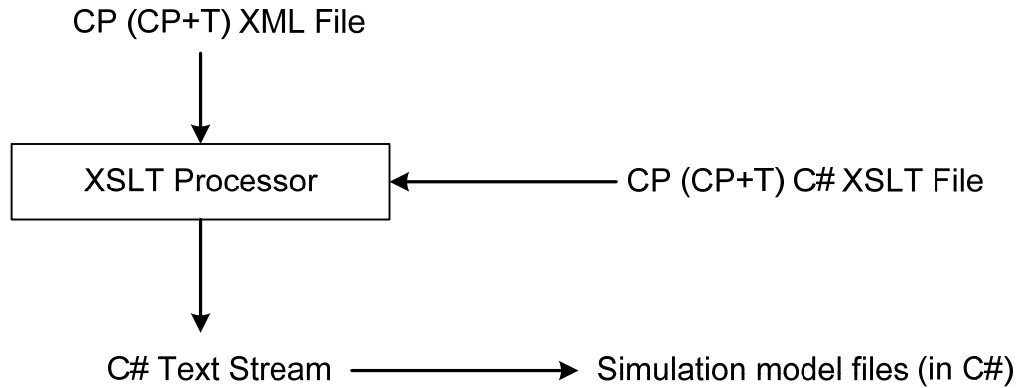 CP (CP+T) XML File
XSLT Processor
CP (CP+T) C# XSLT File
C# Text Stream
Simulation model files (in C#)